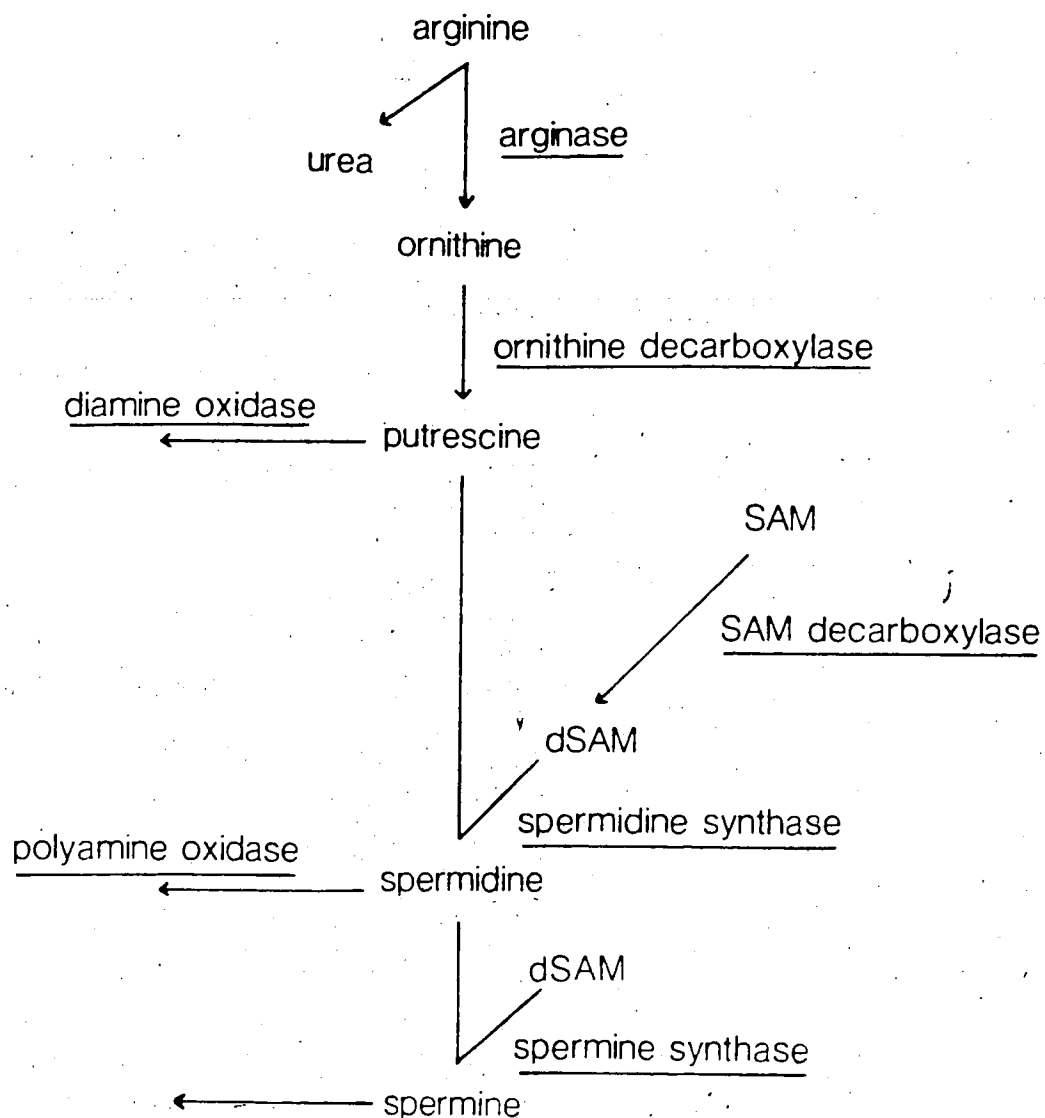 arginine
urea
arginase
ornithine
ornithine decarboxylase
diamine oxidase
putrescine
SAM
SAM decarboxylase
dSAM
spermidine synthase
polyamine oxidase
spermidine
dSAM
spermine synthase
spermine